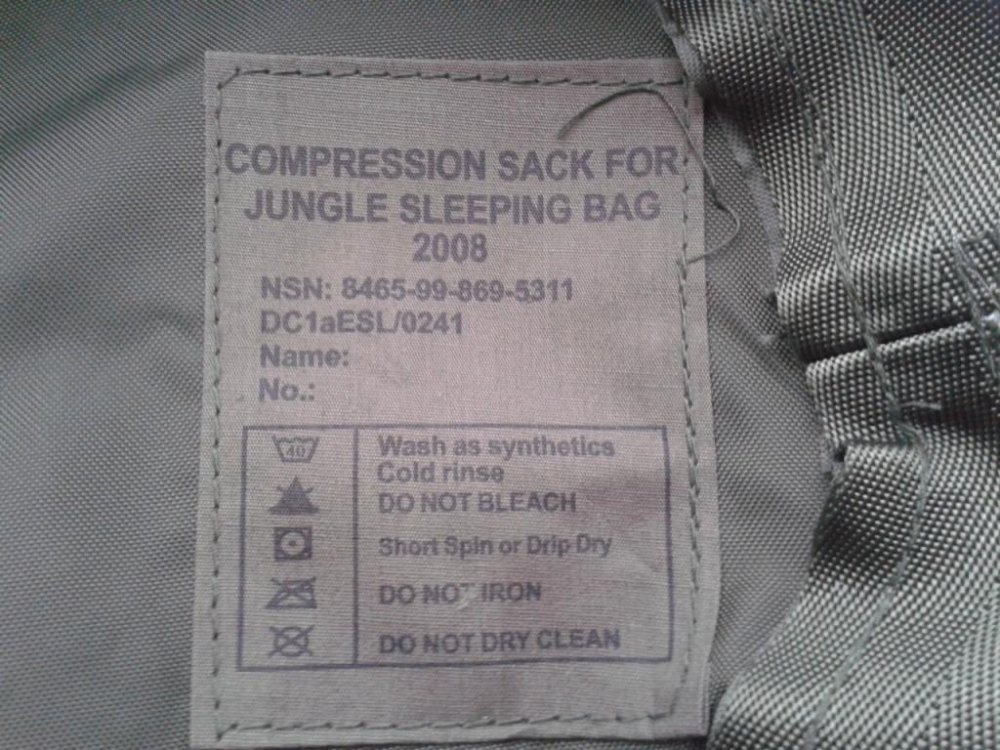 COMPRESSION SACK FOR
JUNGLE SLEEPING BAG
2008
NSN: 8465-99-869-5311
DC1aESL/0241
Name:
No.:
40
Wash as synthetics
Cold rinse
DO NOT BLEACH
Short Spin or Drip Dry
DO NOT IRON
DO NOT DRY CLEAN